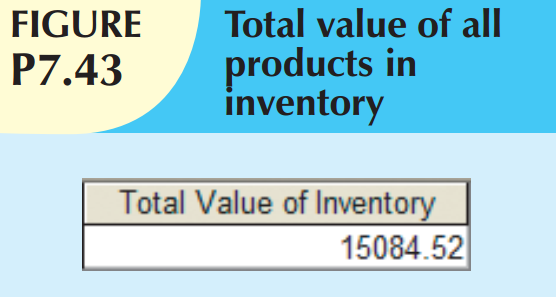 FIGURE
P7.43
Total value of all
products in
inventory
Total Value of Inventory
15084.52